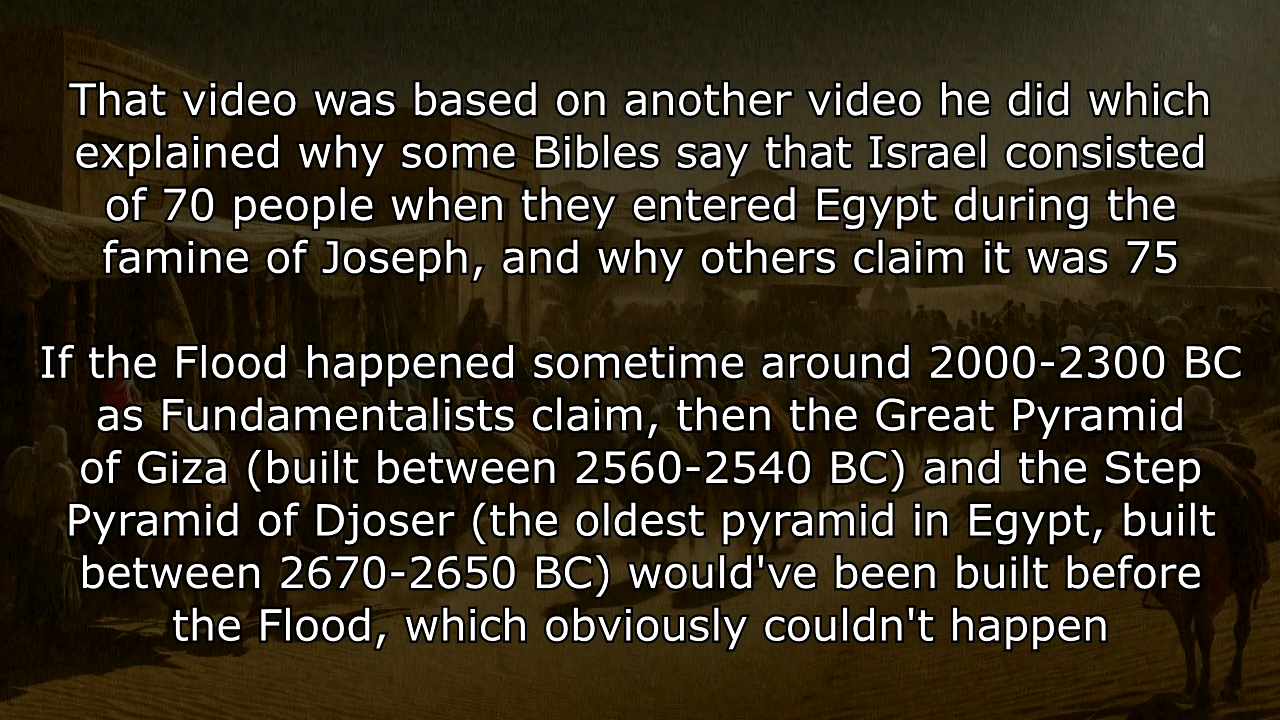 That video was based on another video he did which
explained why some Bibles say that Israel consisted
of 70 people when they entered Egypt during the
famine of Joseph, and why others claim it was 75
If the Flood happened sometime around 2000-2300 BC
as Fundamentalists claim, then the Great Pyramid
of Giza (built between 2560-2540 BC) and the Step
Pyramid of Djoser (the oldest pyramid in Egypt, built
between 2670-2650 BC) would've been built before
the Flood, which obviously couldn't happen